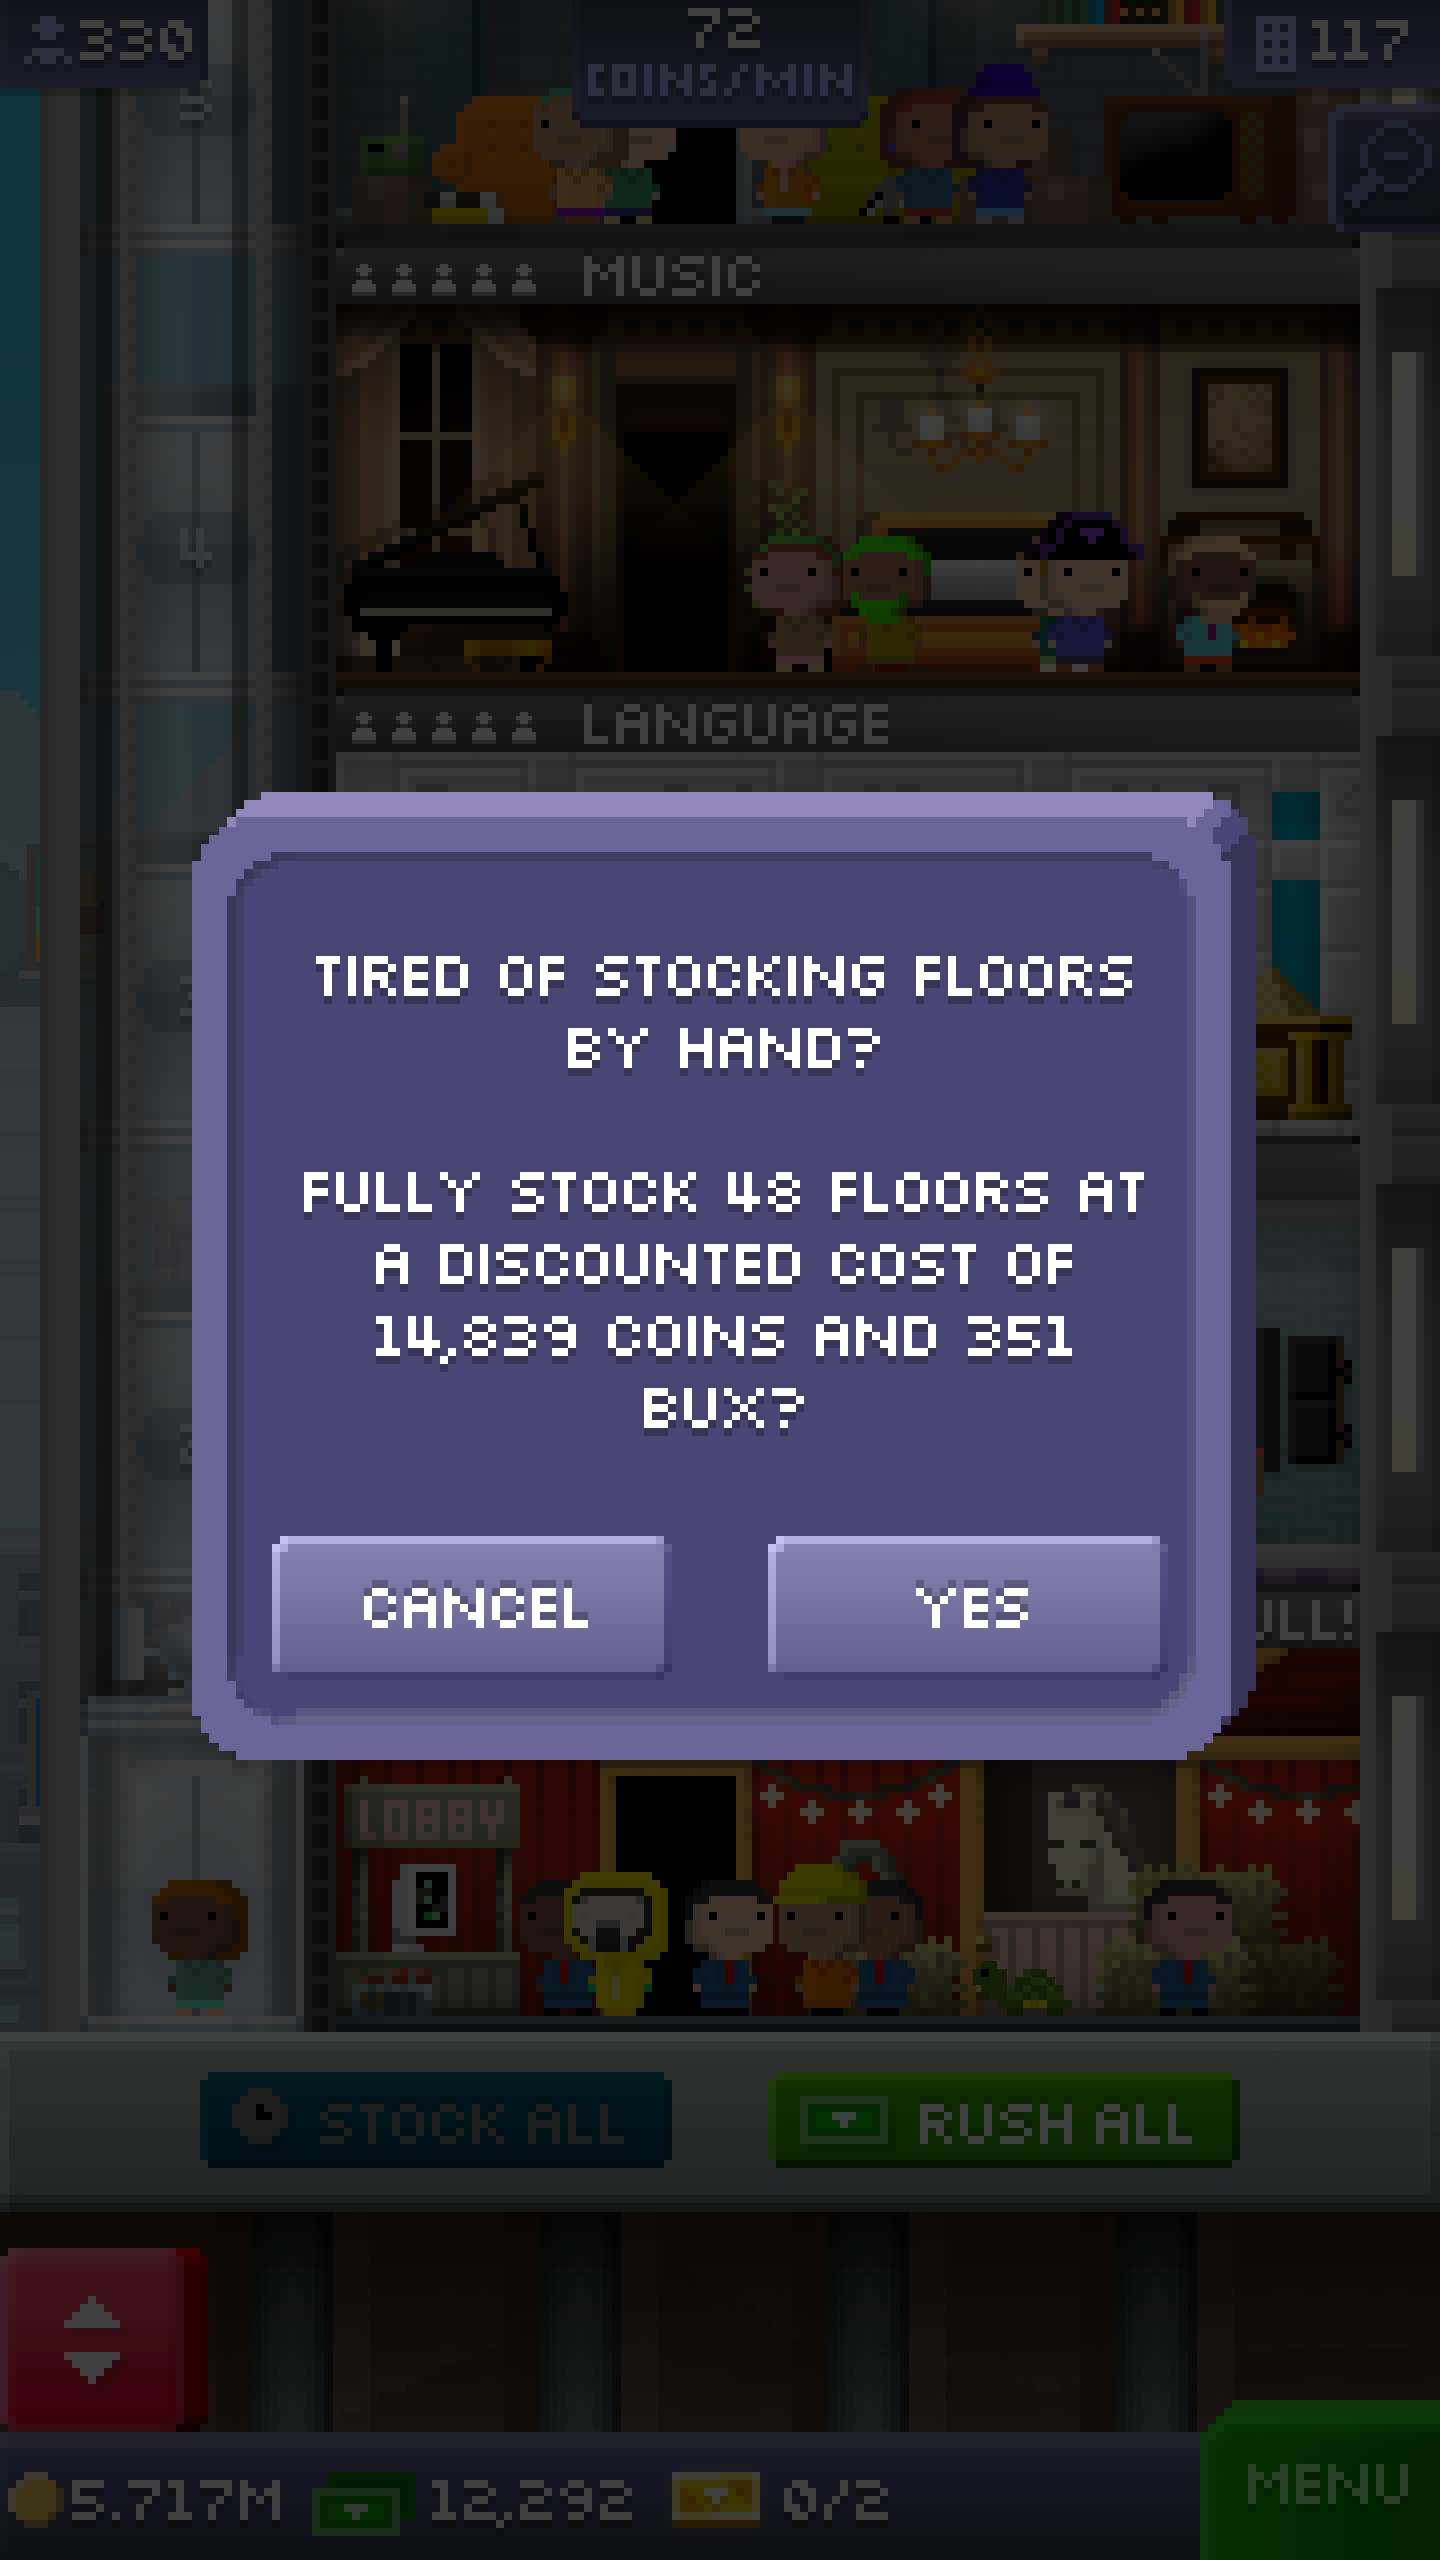 330
72
COINS/MIN
117
5
MUSIC
4
LANGUAGE
TIRED OF STOCKING FLOORS
BY HAND?
FULLY STOCK 48 FLOORS AT
A DISCOUNTED COST OF
14,839 COINS AND 351
BUX?
CANCEL
YES
LOBBY
STOCK ALL
RUSH ALL
5.717M
12,292
0/2
MENU